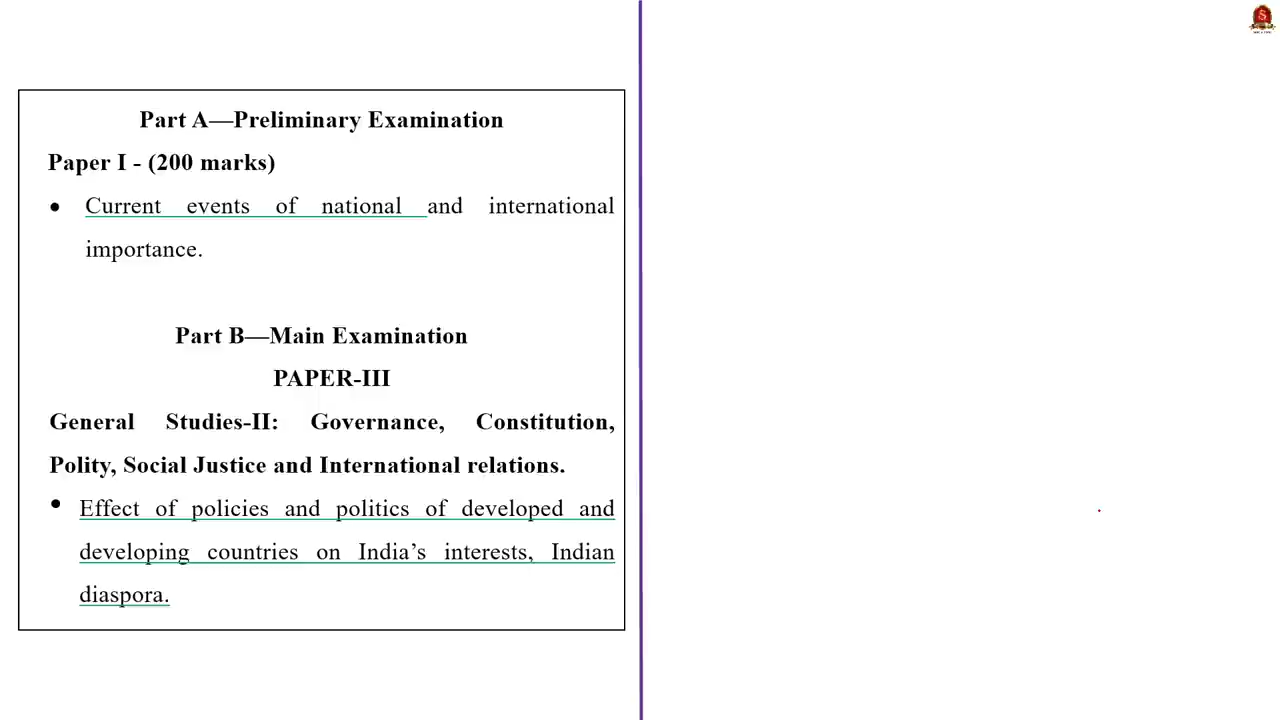 Part A—Preliminary Examination
Paper I - (200 marks)
• Current events of national and international
importance.
Part B—Main Examination
PAPER-III
General Studies-II: Governance, Constitution,
Polity, Social Justice and International relations.
• Effect of policies and politics of developed and
developing countries on India’s interests, Indian
diaspora.